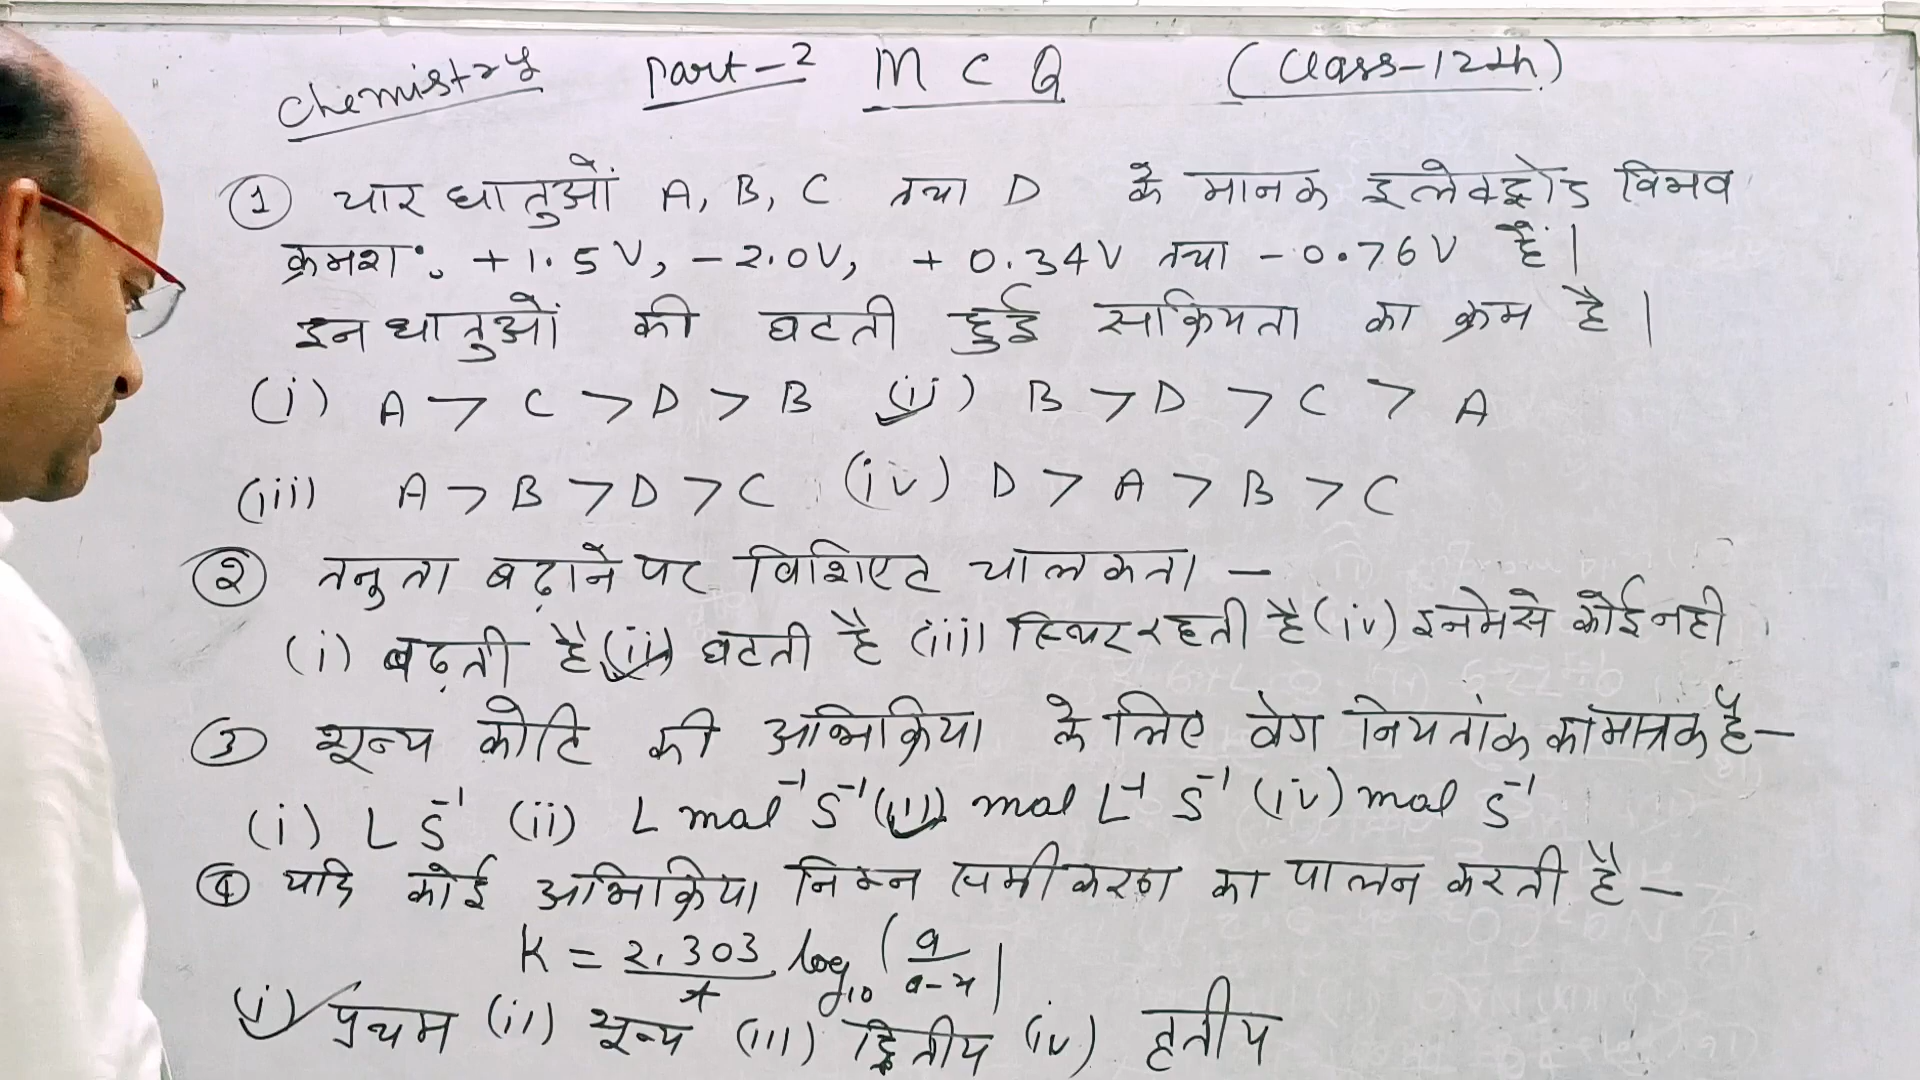 Chemistry Part-2 M C Q (Class-12th)
① चार धातुओं A, B, C तथा D के मानक इलेक्ट्रोड विभव
क्रमशः +1.5V, -2.0V, +0.34V तथा -0.76V हैं।
इन धातुओं की घटती हुई सक्रियता का क्रम है।
(i) A > C > D > B (ii) B > D > C > A
(iii) A > B > D > C (iv) D > A > B > C
② तनुता बढ़ाने पर विशिष्ट चालकता -
(i) बढ़ती है (ii) घटती है (iii) स्थिर रहती है (iv) इनमे से कोई नही
③ शून्य कोटि की अभिक्रिया के लिए वेग नियतांक का मात्रक है-
(i) L S⁻¹ (ii) L mol⁻¹ S⁻¹ (iii) mol L⁻¹ S⁻¹ (iv) mol S⁻¹
④ यदि कोई अभिक्रिया निम्न समीकरण का पालन करती है-
K = 2.303/t log₁₀ (a/a-x)
(i) प्रथम (ii) शून्य (iii) द्वितीय (iv) तृतीय